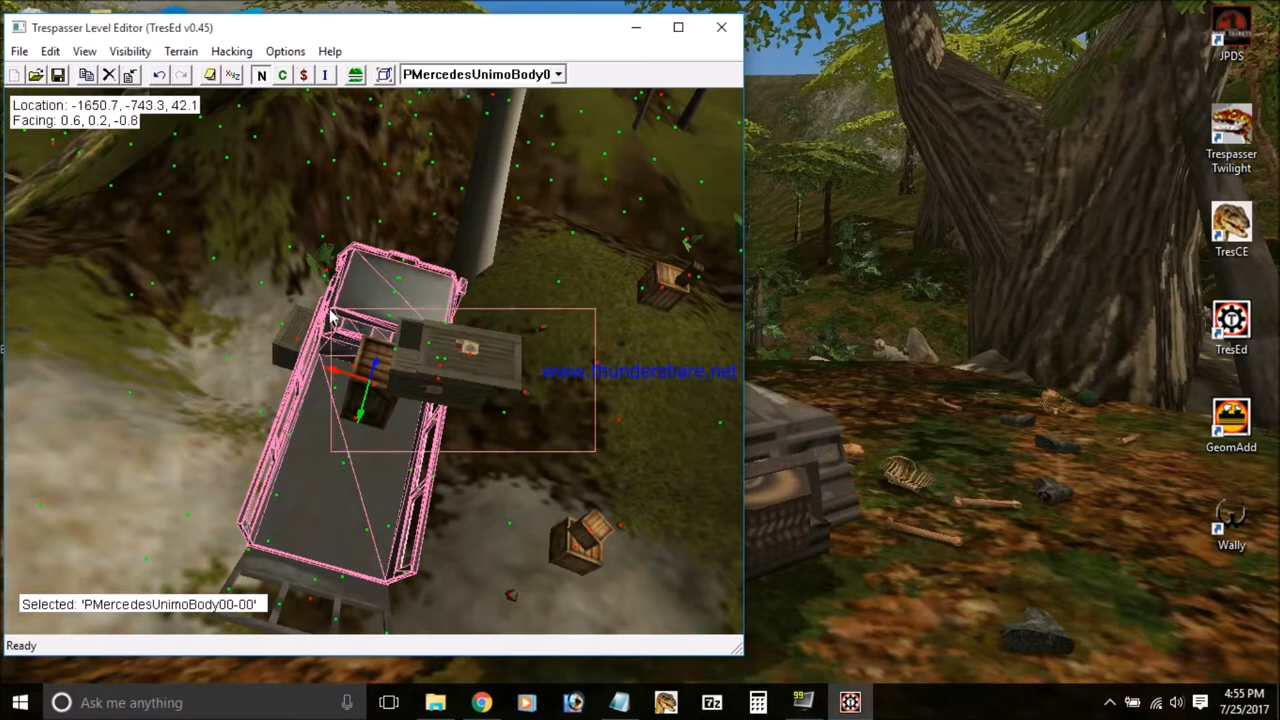 Trespasser Level Editor (TresEd v0.45)
File Edit View Visibility Terrain Hacking Options Help
N C $ I PMercedesUnimoBody0
Location: -1650.7, -743.3, 42.1
Facing: 0.6, 0.2, -0.8
www.thundershare.net
Selected: 'PMercedesUnimoBody00-00'
Ready
JPDS
Trespasser
Twilight
TresCE
TresEd
GeomAdd
Wally
Ask me anything
99
7z
4:55 PM
7/25/2017